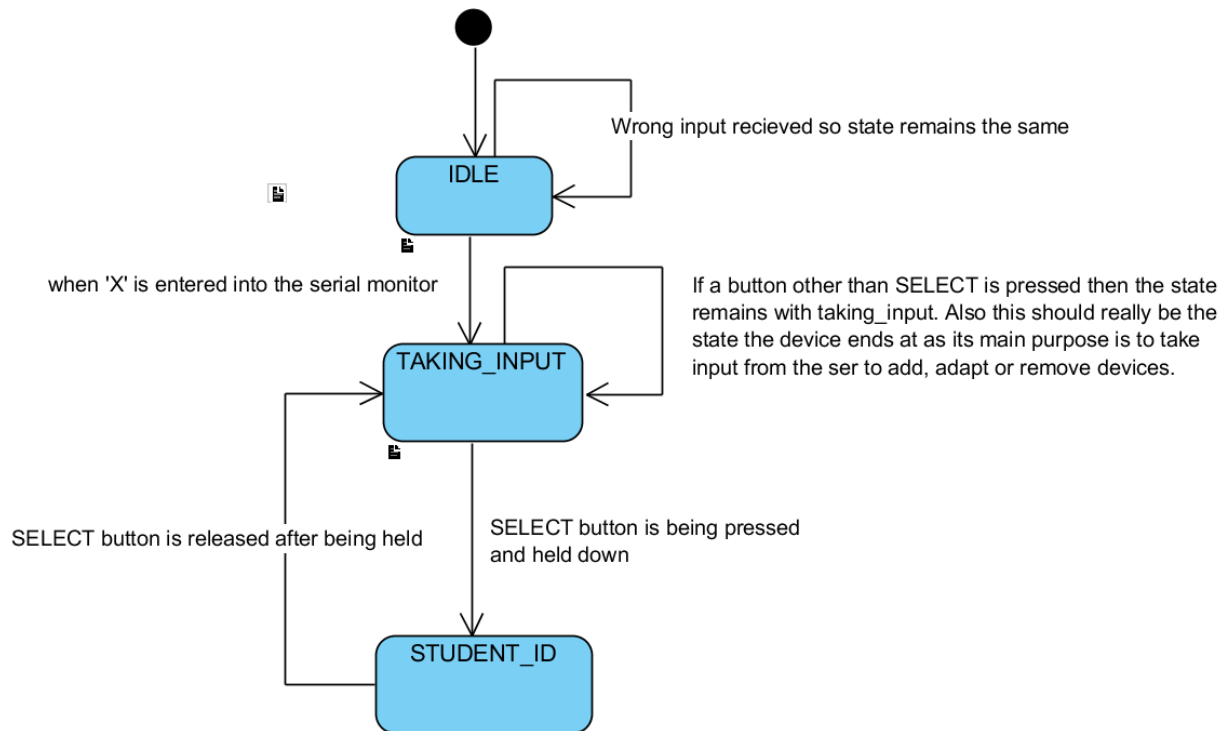 Wrong input recieved so state remains the same
IDLE
when 'X' is entered into the serial monitor
If a button other than SELECT is pressed then the state
remains with taking_input. Also this should really be the
state the device ends at as its main purpose is to take
input from the ser to add, adapt or remove devices.
TAKING_INPUT
SELECT button is being pressed
and held down
SELECT button is released after being held
STUDENT_ID